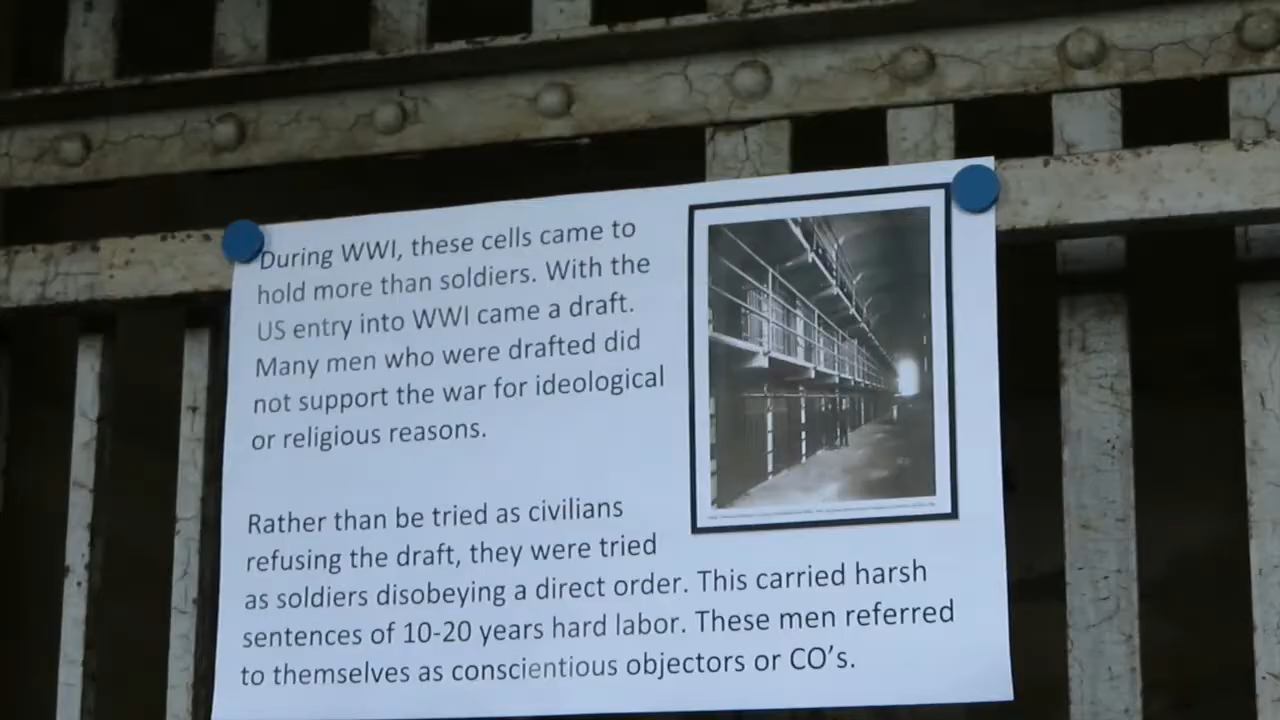 During WWI, these cells came to
hold more than soldiers. With the
US entry into WWI came a draft.
Many men who were drafted did
not support the war for ideological
or religious reasons.
Rather than be tried as civilians
refusing the draft, they were tried
as soldiers disobeying a direct order. This carried harsh
sentences of 10-20 years hard labor. These men referred
to themselves as conscientious objectors or CO's.